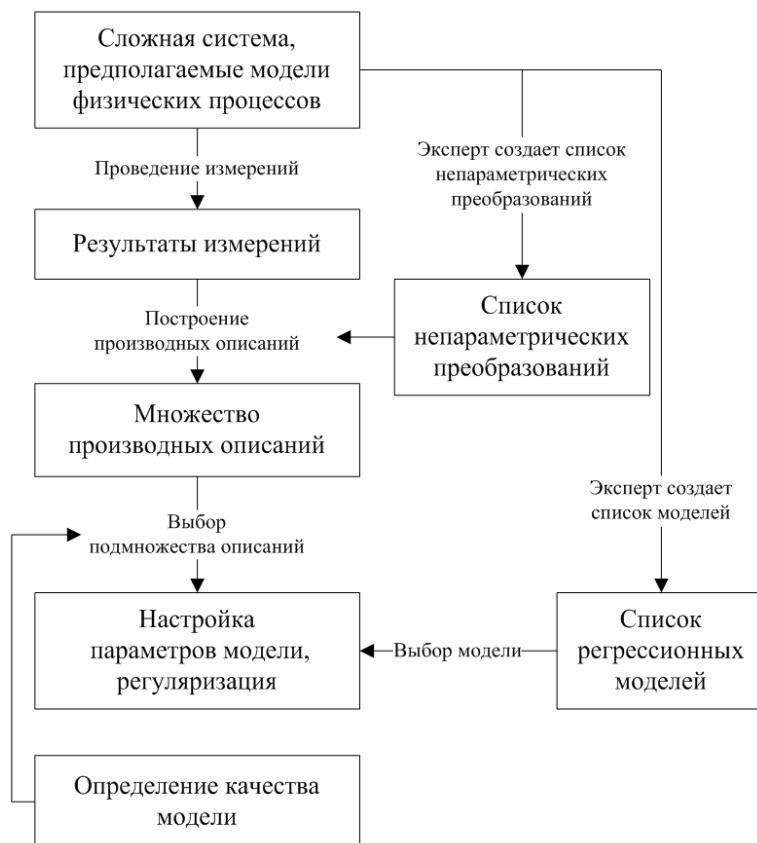 Сложная система,
предполагаемые модели
физических процессов
Проведение измерений
Эксперт создает список
непараметрических
преобразований
Результаты измерений
Построение
производных описаний
Список
непараметрических
преобразований
Множество
производных описаний
Эксперт создает
список моделей
Выбор
подмножества описаний
Настройка
параметров модели,
регуляризация
Выбор модели
Список
регрессионных
моделей
Определение качества
модели